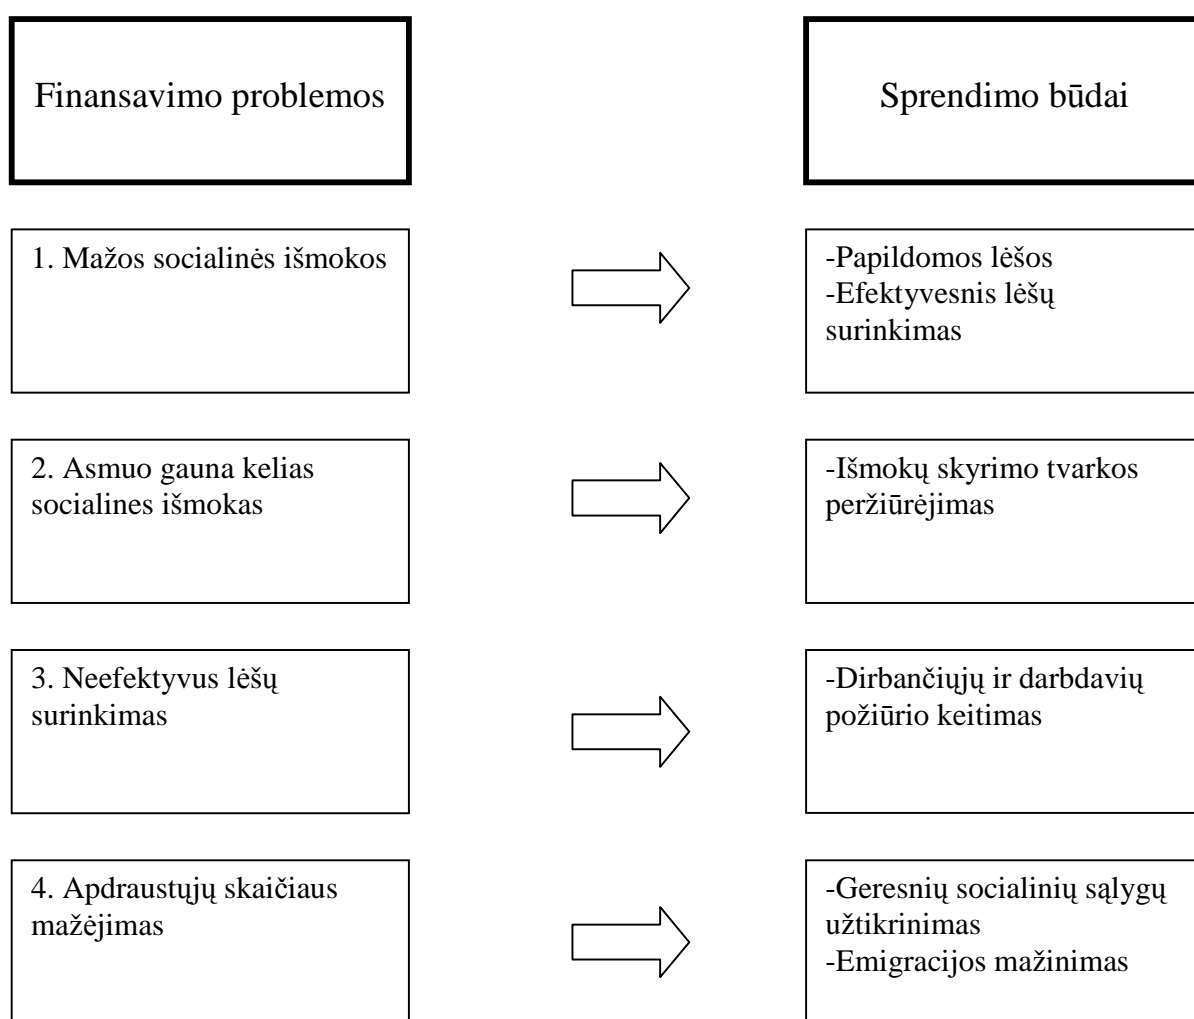 Finansavimo problemos
Sprendimo būdai
1. Mažos socialinės išmokos
-Papildomos lėšos
-Efektyvesnis lėšų
surinkimas
2. Asmuo gauna kelias
socialines išmokas
-Išmokų skyrimo tvarkos
peržiūrėjimas
3. Neefektyvus lėšų
surinkimas
-Dirbančiųjų ir darbdavių
požiūrio keitimas
4. Apdraustųjų skaičiaus
mažėjimas
-Geresnių socialinių sąlygų
užtikrinimas
-Emigracijos mažinimas